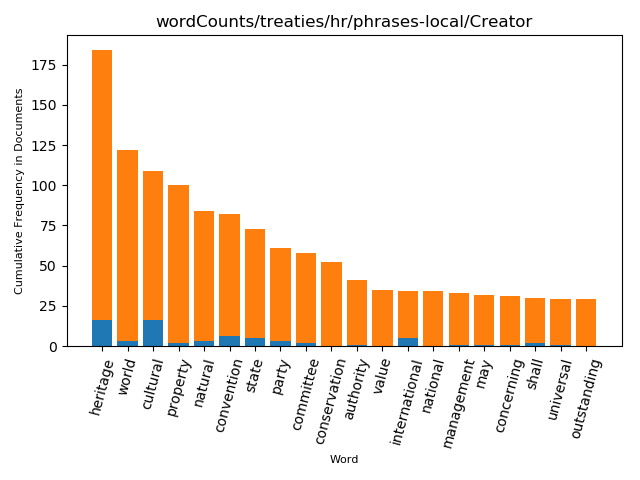 wordCounts/treaties/hr/phrases-local/Creator
Cumulative Frequency in Documents
175
150
125
100
75
50
25
0
heritage
world
cultural
property
natural
convention
state
party
committee
conservation
authority
value
international
national
management
may
concerning
shall
universal
outstanding
Word